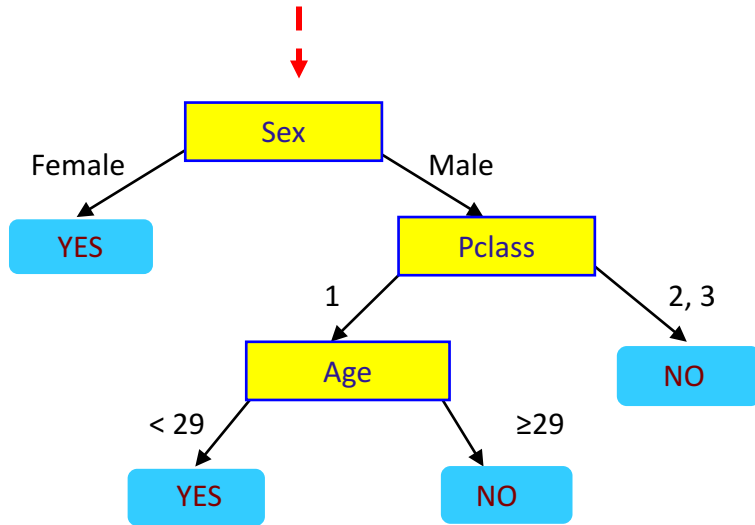 Sex
Female
Male
YES
Pclass
1
2, 3
Age
NO
< 29
≥29
YES
NO